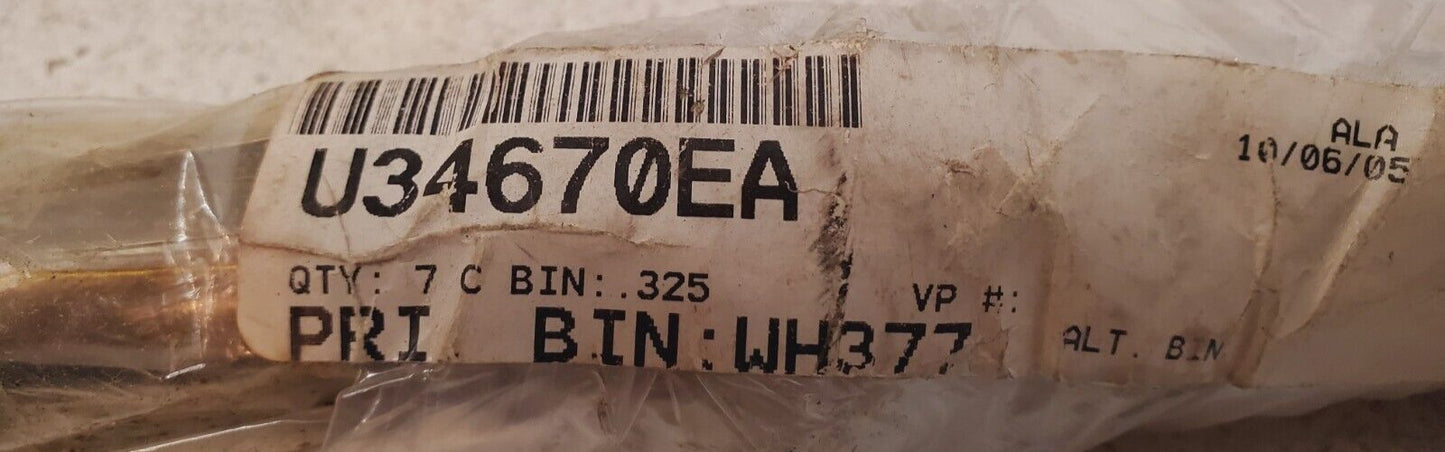 U34670EA
ALA
10/06/05
QTY: 7 C BIN:.325
VP #:
PRI BIN:WH377
ALT. BIN